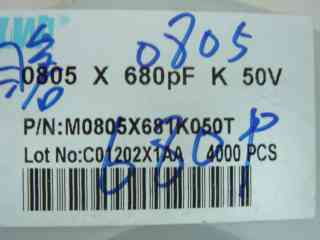 0805
0805 X 680pF K 50V
P/N:M0805X681K050T
Lot No:C01202X1AA 4000 PCS
680P